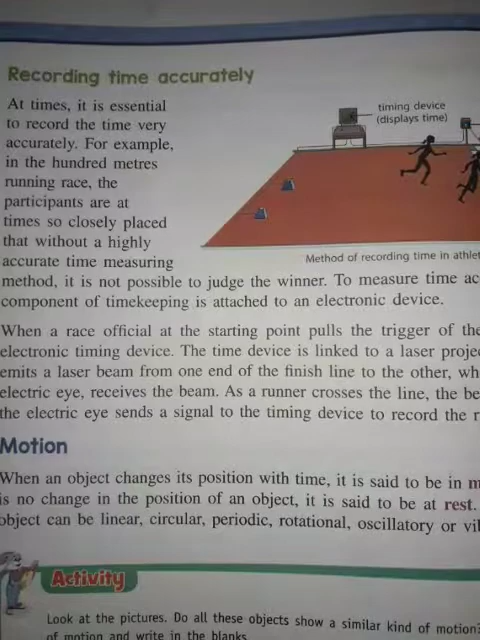 Recording time accurately
At times, it is essential
to record the time very
accurately. For example,
in the hundred metres
running race, the
participants are at
times so closely placed
that without a highly
accurate time measuring
timing device
(displays time)
Method of recording time in athlet
method, it is not possible to judge the winner. To measure time ac
component of timekeeping is attached to an electronic device.
When a race official at the starting point pulls the trigger of the
electronic timing device. The time device is linked to a laser projec
emits a laser beam from one end of the finish line to the other, wh
electric eye, receives the beam. As a runner crosses the line, the be
the electric eye sends a signal to the timing device to record the r
Motion
When an object changes its position with time, it is said to be in m
is no change in the position of an object, it is said to be at rest.
object can be linear, circular, periodic, rotational, oscillatory or vi
Activity
Look at the pictures. Do all these objects show a similar kind of motion?
of motion and write in the blanks